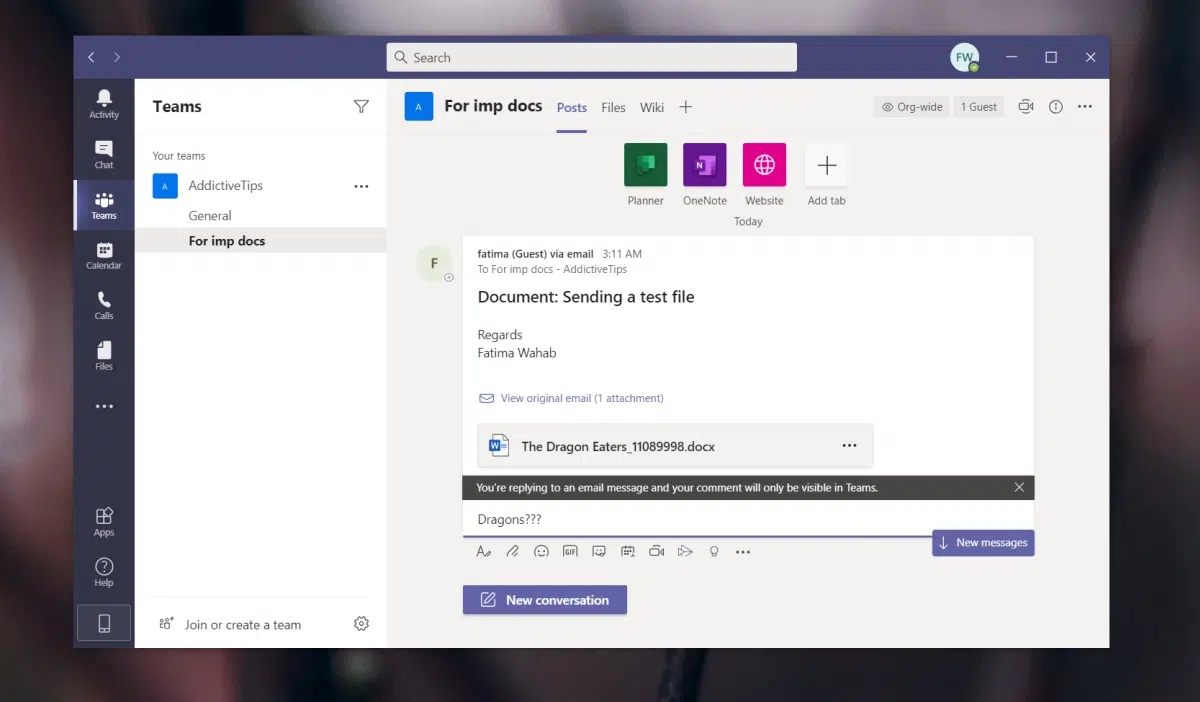 Search
FW
Activity
Chat
Teams
Calendar
Calls
Files
Apps
Help
Teams
Your teams
A AddictiveTips
General
For imp docs
Join or create a team
A For imp docs Posts Files Wiki
Org-wide 1 Guest
N
Planner OneNote Website Add tab
Today
F
fatima (Guest) via email 3:11 AM
To For imp docs - AddictiveTips
Document: Sending a test file
Regards
Fatima Wahab
View original email (1 attachment)
W The Dragon Eaters_11089998.docx
You're replying to an email message and your comment will only be visible in Teams.
Dragons???
New messages
GIF
New conversation